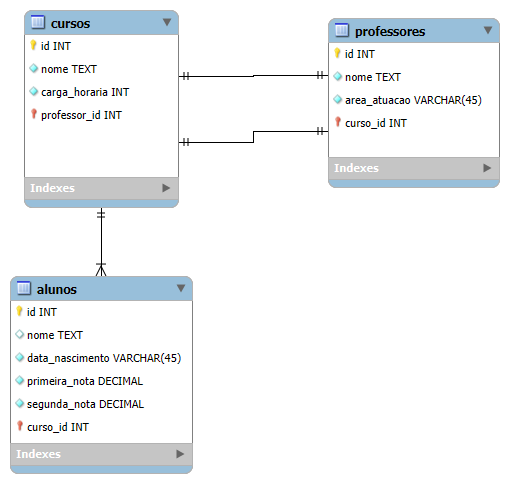 cursos
id INT
nome TEXT
carga_horaria INT
professor_id INT
Indexes
professores
id INT
nome TEXT
area_atuacao VARCHAR(45)
curso_id INT
Indexes
alunos
id INT
nome TEXT
data_nascimento VARCHAR(45)
primeira_nota DECIMAL
segunda_nota DECIMAL
curso_id INT
Indexes